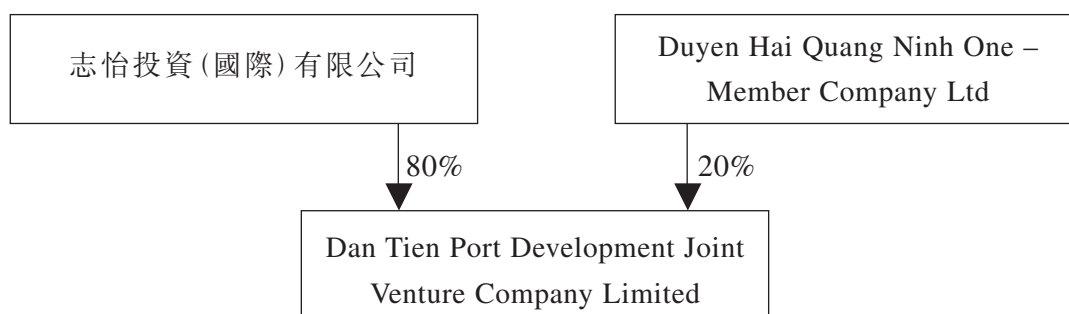 志怡投資(國際)有限公司
Duyen Hai Quang Ninh One –
Member Company Ltd
80%
20%
Dan Tien Port Development Joint
Venture Company Limited